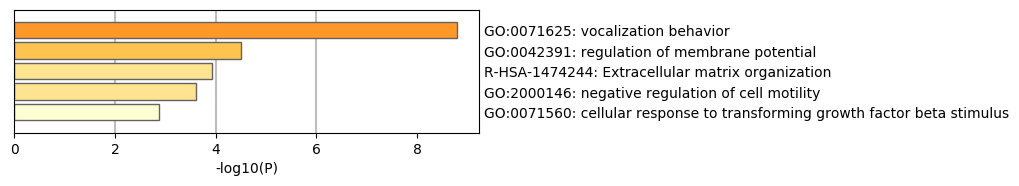 GO:0071625: vocalization behavior
GO:0042391: regulation of membrane potential
R-HSA-1474244: Extracellular matrix organization
GO:2000146: negative regulation of cell motility
GO:0071560: cellular response to transforming growth factor beta stimulus
0 2 4 6 8
-log10(P)